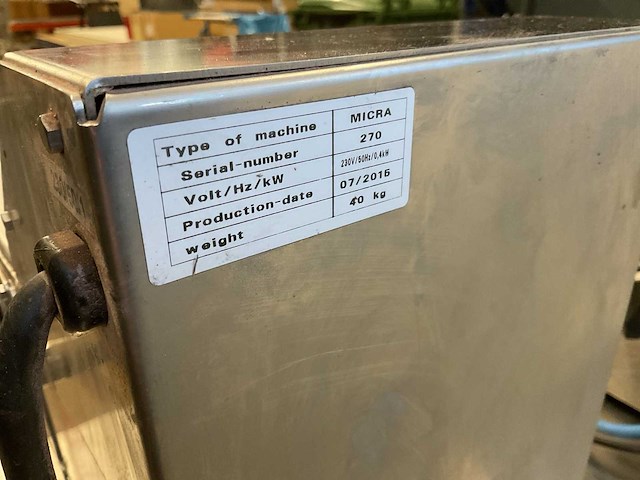 Type of machine MICRA
Serial-number 270
Volt/Hz/kW 230V/50Hz/0,4kW
Production-date 07/2015
weight 40 kg